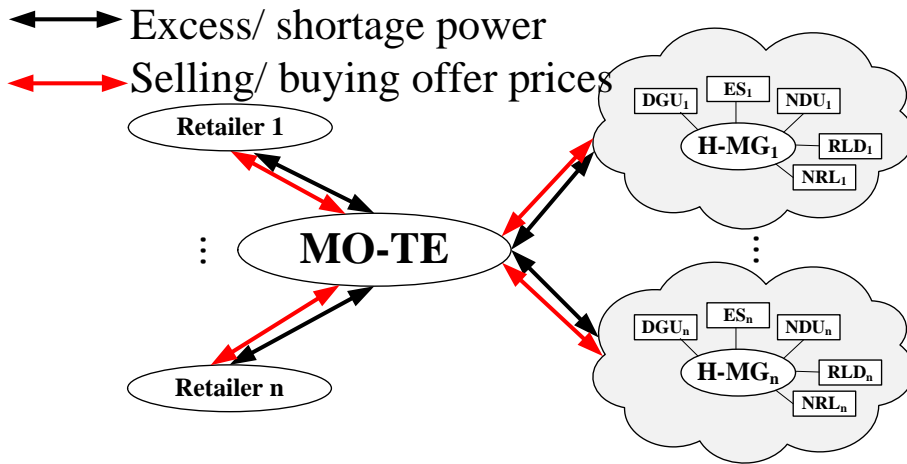 Excess/ shortage power
Selling/ buying offer prices
Retailer 1
MO-TE
⋮
Retailer n
DGU₁
ES₁
NDU₁
H-MG₁
RLD₁
NRL₁
⋮
DGUₙ
ESₙ
NDUₙ
H-MGₙ
RLDₙ
NRLₙ